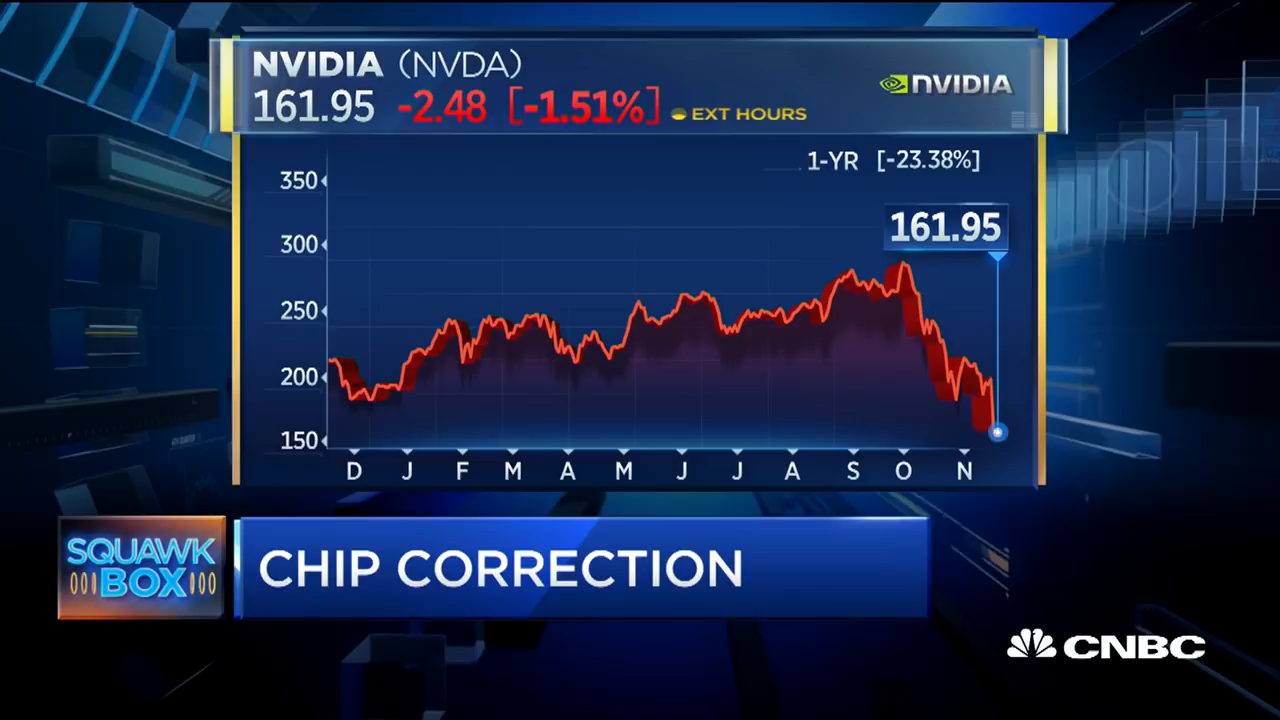 NVIDIA (NVDA)
161.95 -2.48 [-1.51%] EXT HOURS
NVIDIA
1-YR [-23.38%]
161.95
350
300
250
200
150
D J F M A M J J A S O N
SQUAWK
BOX
CHIP CORRECTION
CNBC